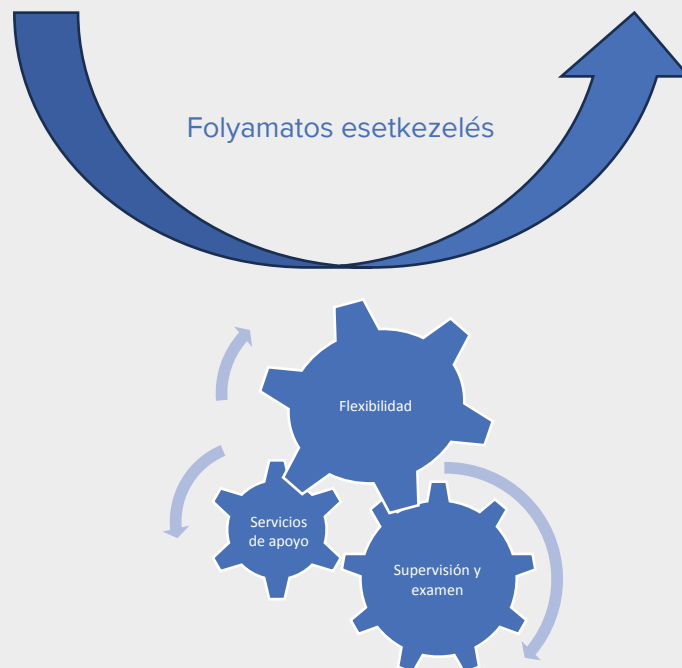 Folyamatos esetkezelés
Flexibilidad
Servicios
de apoyo
Supervisión y
examen